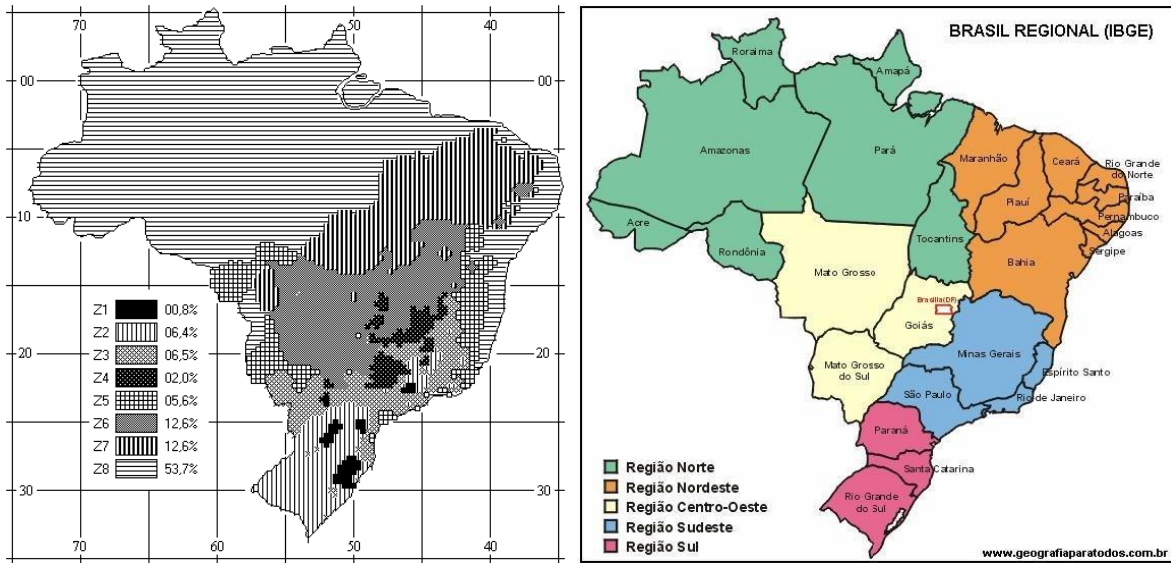 70 60 50 40
00 00
10 10
Z1 00,8%
Z2 06,4%
Z3 06,5%
Z4 02,0%
Z5 05,6%
Z6 12,6%
Z7 12,6%
Z8 53,7%
20 20
30 30
70 60 50 40
BRASIL REGIONAL (IBGE)
Roraima
Amapá
Amazonas
Pará
Maranhão
Ceará
Rio Grande
do Norte
Paraíba
Piauí
Pernambuco
Acre
Alagoas
Tocantins
Sergipe
Rondônia
Bahia
Mato Grosso
Brasília(DF)
Goiás
Minas Gerais
Mato Grosso
do Sul
Espírito Santo
São Paulo
Rio de Janeiro
Paraná
Santa Catarina
Rio Grande
do Sul
Região Norte
Região Nordeste
Região Centro-Oeste
Região Sudeste
Região Sul
www.geografiaparatodos.com.br